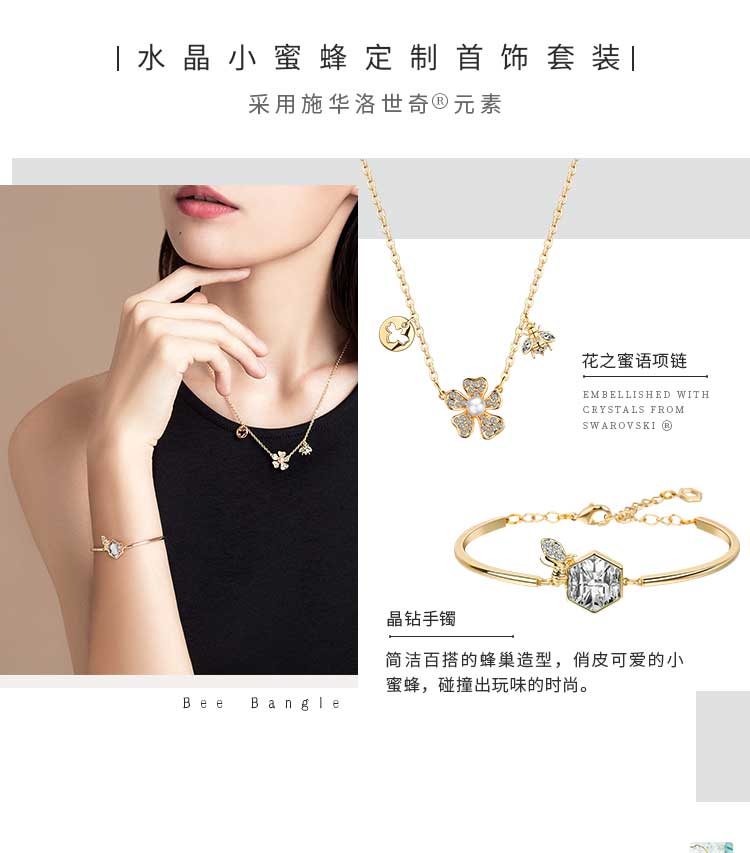 水晶小蜜蜂定制首饰套装
采用施华洛世奇®元素
花之蜜语项链
EMBELLISHED WITH
CRYSTALS FROM
SWAROVSKI ®
晶钻手镯
简洁百搭的蜂巢造型，俏皮可爱的小
蜜蜂，碰撞出玩味的时尚。
Bee Bangle